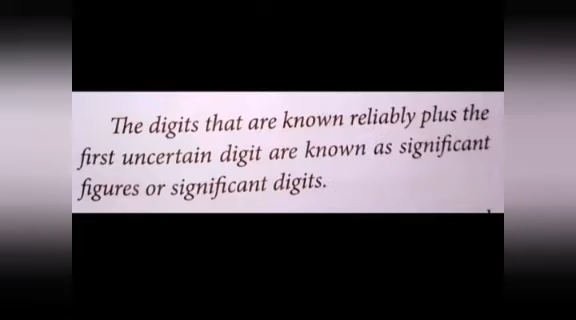 The digits that are known reliably plus the
first uncertain digit are known as significant
figures or significant digits.